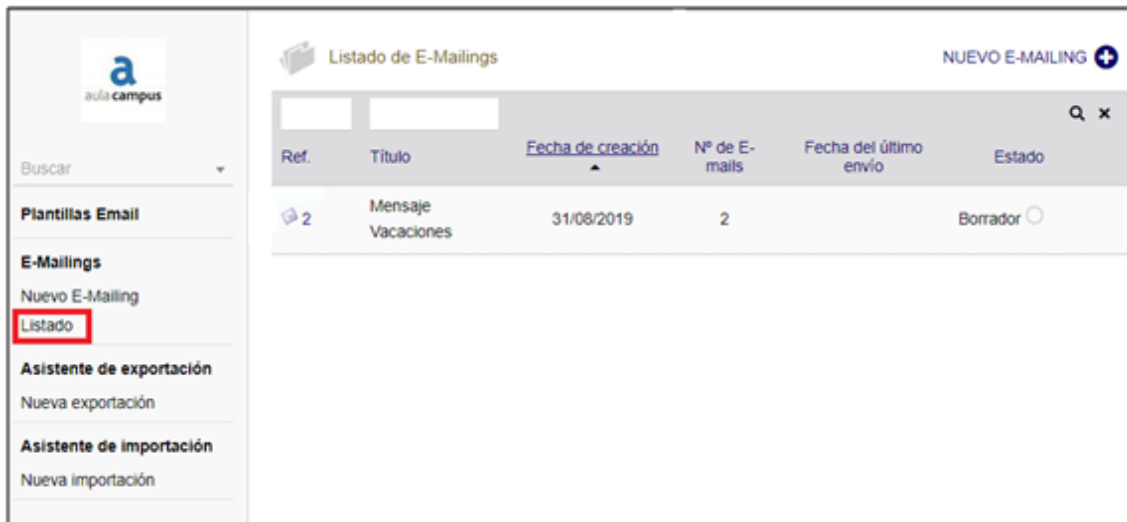 a
aulacampus
Buscar
Plantillas Email
E-Mailings
Nuevo E-Mailing
Listado
Asistente de exportación
Nueva exportación
Asistente de importación
Nueva importación
Listado de E-Mailings
NUEVO E-MAILING
Ref.
Título
Fecha de creación
Nº de E-
mails
Fecha del último
envío
Estado
2
Mensaje
Vacaciones
31/08/2019
2
Borrador